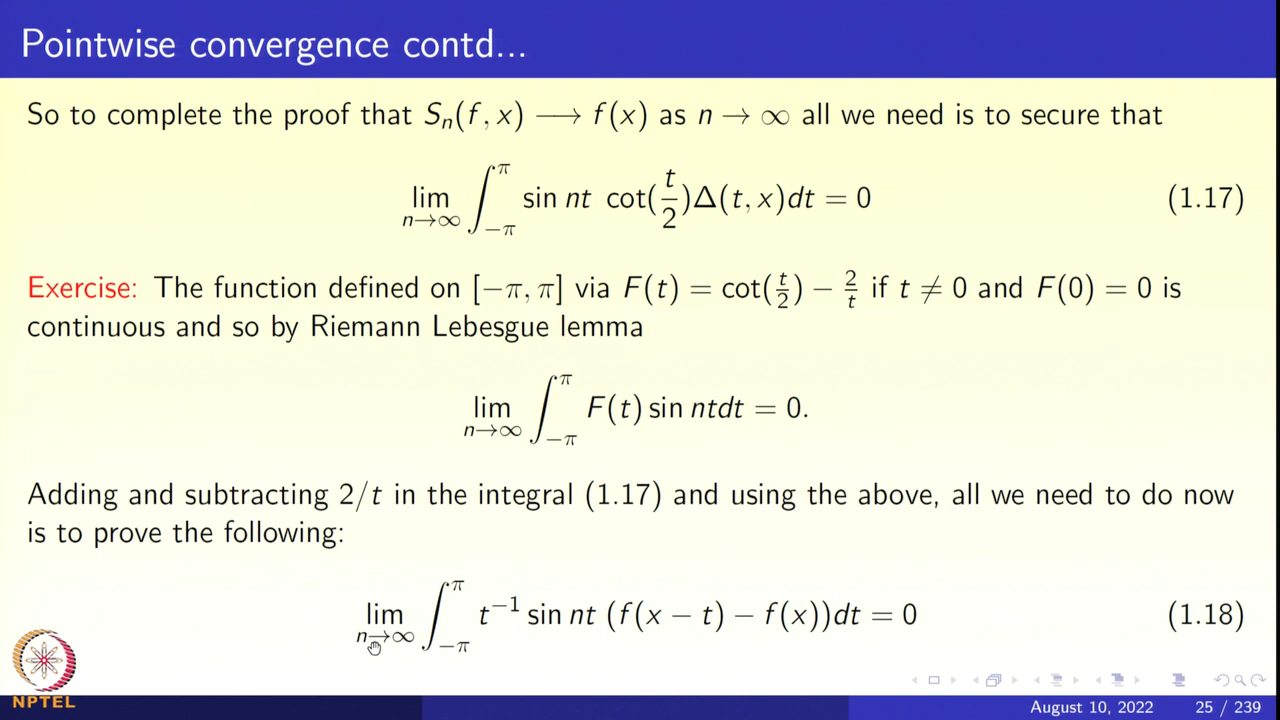 Pointwise convergence contd...
So to complete the proof that Sₙ(f, x) ⟶ f(x) as n → ∞ all we need is to secure that
lim_{n→∞} ∫_{−π}^{π} sin nt cot(t/2)Δ(t, x)dt = 0 (1.17)
Exercise: The function defined on [−π, π] via F(t) = cot(t/2) − 2/t if t ≠ 0 and F(0) = 0 is
continuous and so by Riemann Lebesgue lemma
lim_{n→∞} ∫_{−π}^{π} F(t) sin ntdt = 0.
Adding and subtracting 2/t in the integral (1.17) and using the above, all we need to do now
is to prove the following:
lim_{n→∞} ∫_{−π}^{π} t⁻¹ sin nt (f(x − t) − f(x))dt = 0 (1.18)
NPTEL
August 10, 2022 25 / 239